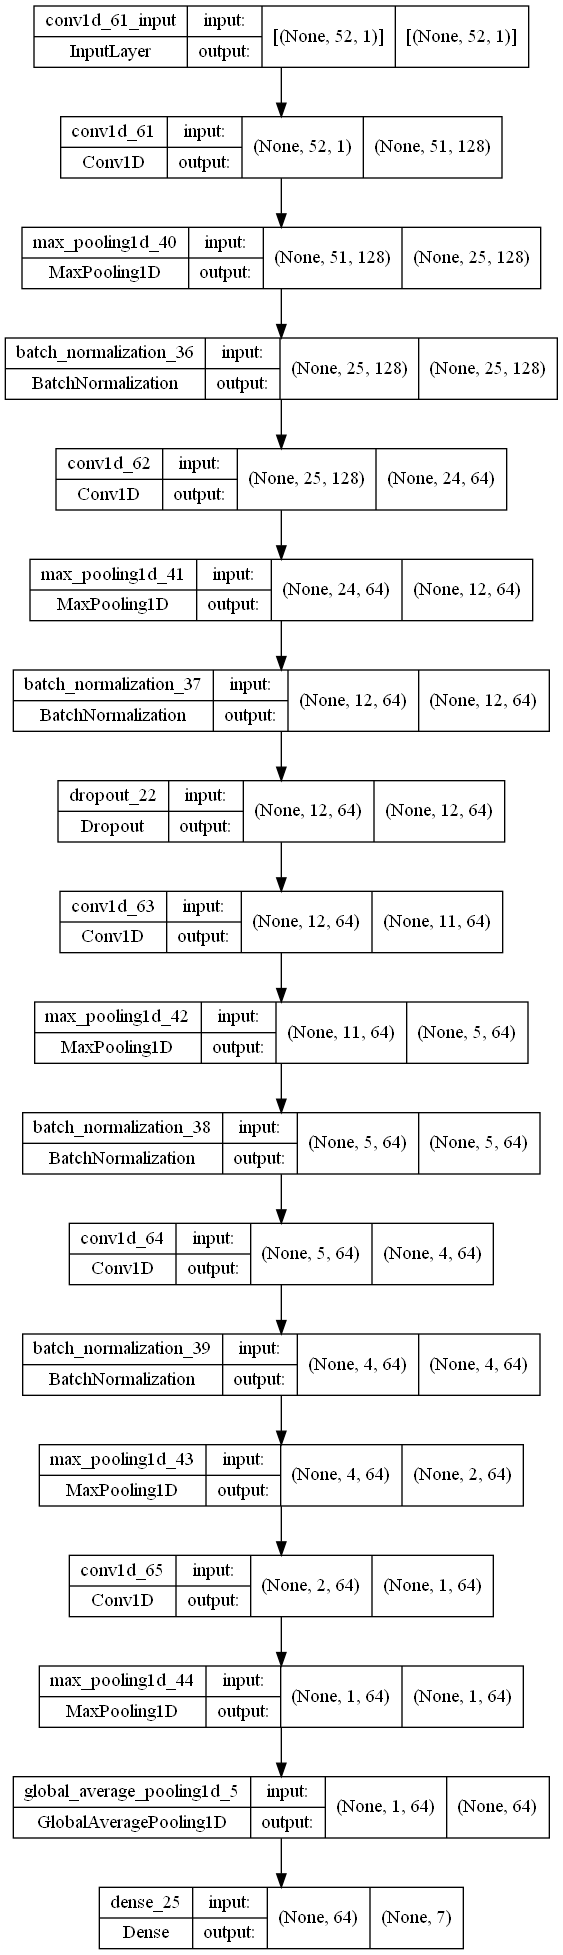 conv1d_61_input input: [(None, 52, 1)] [(None, 52, 1)]
InputLayer output:
conv1d_61 input: (None, 52, 1) (None, 51, 128)
Conv1D output:
max_pooling1d_40 input: (None, 51, 128) (None, 25, 128)
MaxPooling1D output:
batch_normalization_36 input: (None, 25, 128) (None, 25, 128)
BatchNormalization output:
conv1d_62 input: (None, 25, 128) (None, 24, 64)
Conv1D output:
max_pooling1d_41 input: (None, 24, 64) (None, 12, 64)
MaxPooling1D output:
batch_normalization_37 input: (None, 12, 64) (None, 12, 64)
BatchNormalization output:
dropout_22 input: (None, 12, 64) (None, 12, 64)
Dropout output:
conv1d_63 input: (None, 12, 64) (None, 11, 64)
Conv1D output:
max_pooling1d_42 input: (None, 11, 64) (None, 5, 64)
MaxPooling1D output:
batch_normalization_38 input: (None, 5, 64) (None, 5, 64)
BatchNormalization output:
conv1d_64 input: (None, 5, 64) (None, 4, 64)
Conv1D output:
batch_normalization_39 input: (None, 4, 64) (None, 4, 64)
BatchNormalization output:
max_pooling1d_43 input: (None, 4, 64) (None, 2, 64)
MaxPooling1D output:
conv1d_65 input: (None, 2, 64) (None, 1, 64)
Conv1D output:
max_pooling1d_44 input: (None, 1, 64) (None, 1, 64)
MaxPooling1D output:
global_average_pooling1d_5 input: (None, 1, 64) (None, 64)
GlobalAveragePooling1D output:
dense_25 input: (None, 64) (None, 7)
Dense output: